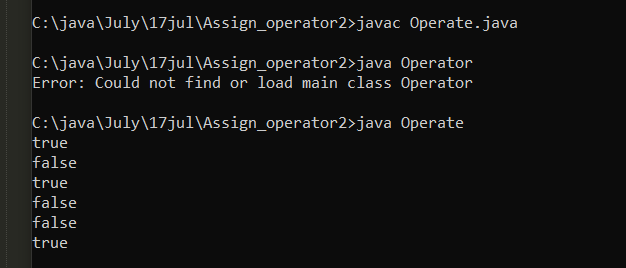 C:\java\July\17jul\Assign_operator2>javac Operate.java
C:\java\July\17jul\Assign_operator2>java Operator
Error: Could not find or load main class Operator
C:\java\July\17jul\Assign_operator2>java Operate
true
false
true
false
false
true